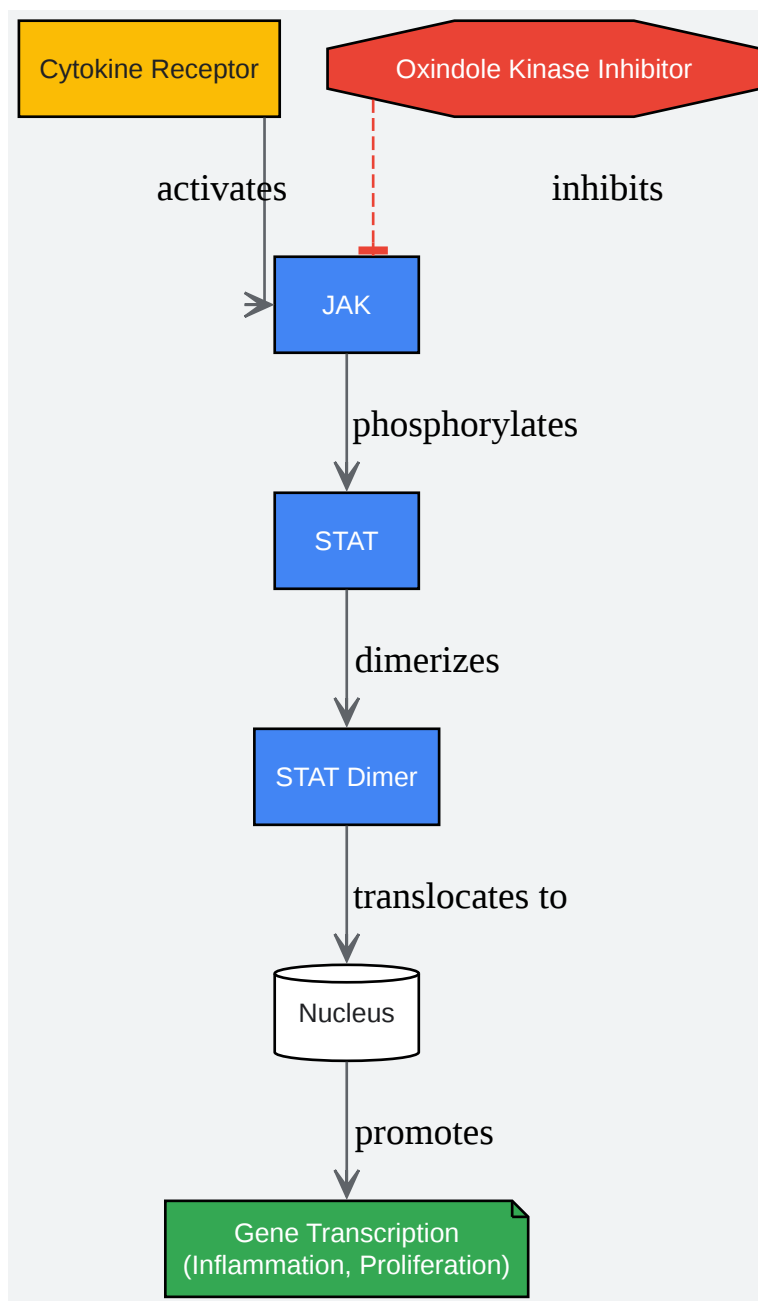 Cytokine Receptor
Oxindole Kinase Inhibitor
activates
inhibits
JAK
phosphorylates
STAT
dimerizes
STAT Dimer
translocates to
Nucleus
promotes
Gene Transcription
(Inflammation, Proliferation)